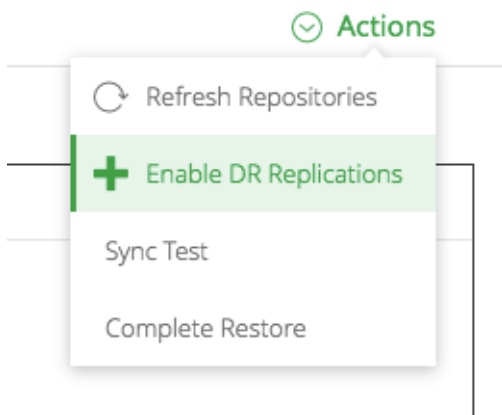 Actions
Refresh Repositories
Enable DR Replications
Sync Test
Complete Restore